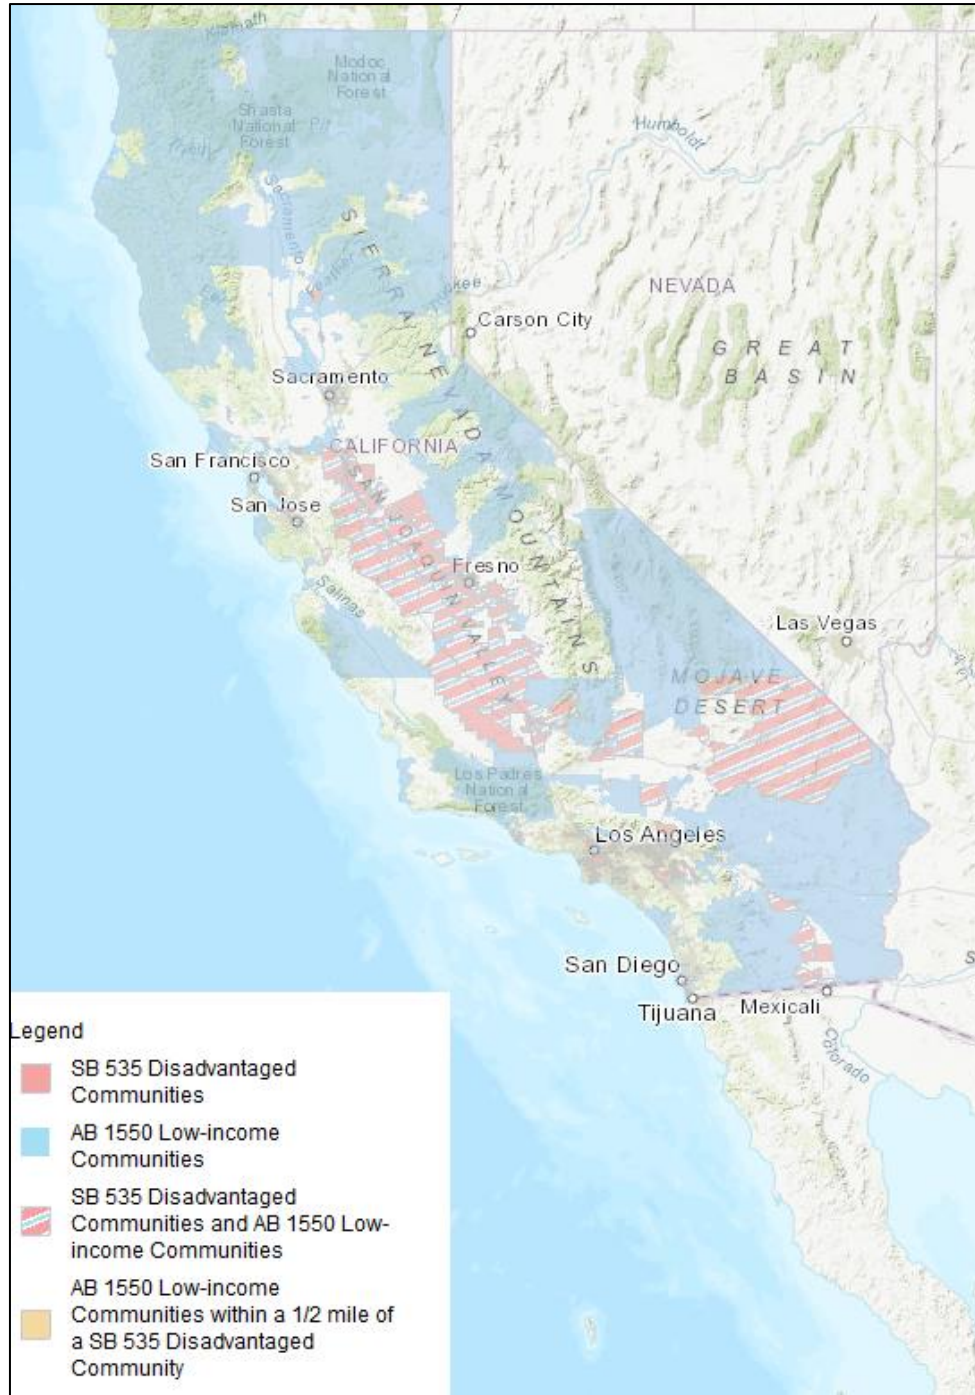 Klamath
Modoc
National
Forest
Shasta
National
Forest
Pit
Trinity
Humboldt
Sacramento
SIERRA NEVADA MOUNTAINS
Feather
Truckee
Eel
NEVADA
Carson City
GREAT
BASIN
Sacramento
CALIFORNIA
San Francisco
San Jose
SAN JOAQUIN VALLEY
Fresno
Salinas
Las Vegas
MOJAVE
DESERT
Los Padres
National
Forest
Los Angeles
San Diego
Tijuana
Mexicali
Colorado
S
Legend
SB 535 Disadvantaged
Communities
AB 1550 Low-income
Communities
SB 535 Disadvantaged
Communities and AB 1550 Low-
income Communities
AB 1550 Low-income
Communities within a 1/2 mile of
a SB 535 Disadvantaged
Community